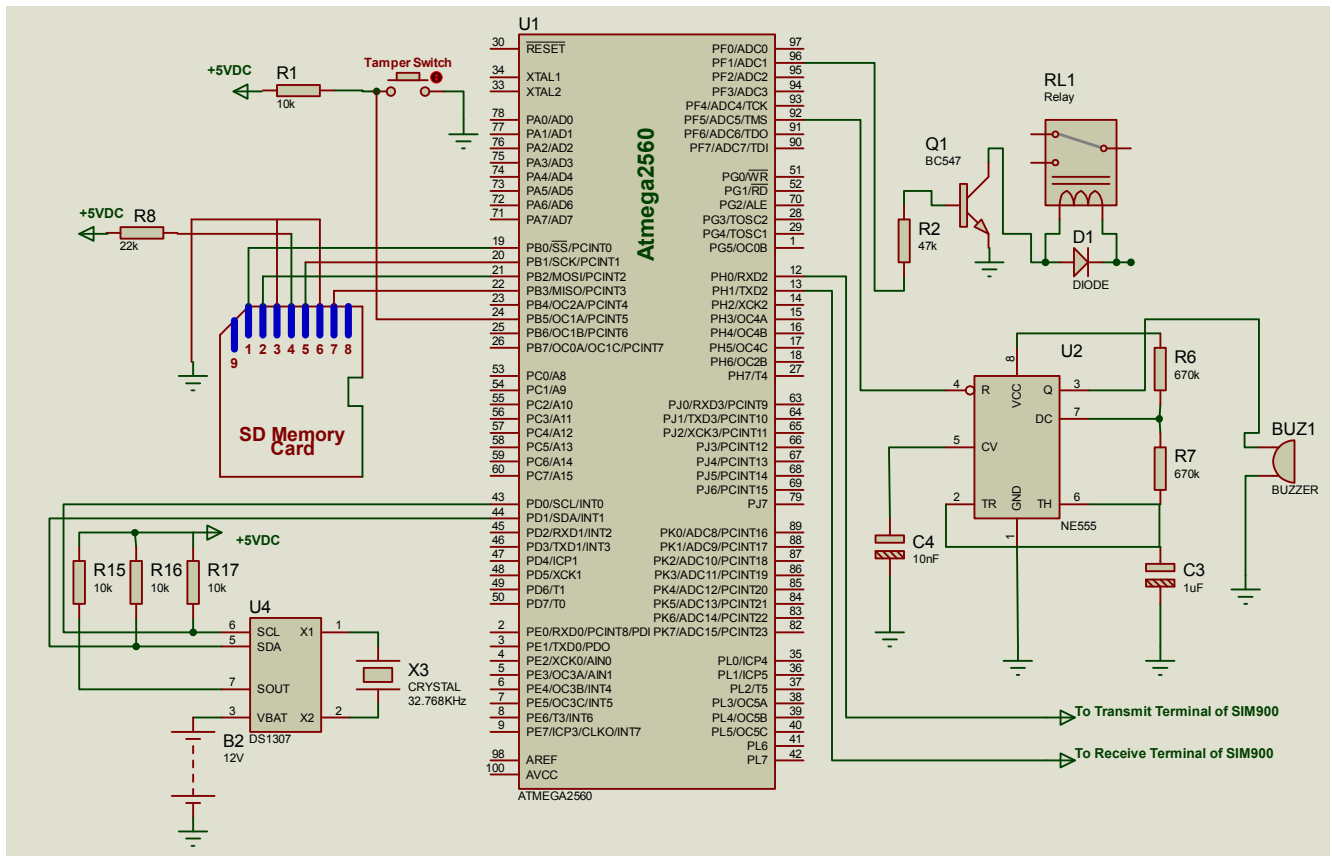 U1
Atmega2560
ATMEGA2560
30 RESET
34 XTAL1
33 XTAL2
78 PA0/AD0
77 PA1/AD1
76 PA2/AD2
75 PA3/AD3
74 PA4/AD4
73 PA5/AD5
72 PA6/AD6
71 PA7/AD7
19 PB0/SS/PCINT0
20 PB1/SCK/PCINT1
21 PB2/MOSI/PCINT2
22 PB3/MISO/PCINT3
23 PB4/OC2A/PCINT4
24 PB5/OC1A/PCINT5
25 PB6/OC1B/PCINT6
26 PB7/OC0A/OC1C/PCINT7
53 PC0/A8
54 PC1/A9
55 PC2/A10
56 PC3/A11
57 PC4/A12
58 PC5/A13
59 PC6/A14
60 PC7/A15
43 PD0/SCL/INT0
44 PD1/SDA/INT1
45 PD2/RXD1/INT2
46 PD3/TXD1/INT3
47 PD4/ICP1
48 PD5/XCK1
49 PD6/T1
50 PD7/T0
2 PE0/RXD0/PCINT8/PDI
3 PE1/TXD0/PDO
4 PE2/XCK0/AIN0
5 PE3/OC3A/AIN1
6 PE4/OC3B/INT4
7 PE5/OC3C/INT5
8 PE6/T3/INT6
9 PE7/ICP3/CLKO/INT7
98 AREF
100 AVCC
PF0/ADC0 97
PF1/ADC1 96
PF2/ADC2 95
PF3/ADC3 94
PF4/ADC4/TCK 93
PF5/ADC5/TMS 92
PF6/ADC6/TDO 91
PF7/ADC7/TDI 90
PG0/WR 51
PG1/RD 52
PG2/ALE 70
PG3/TOSC2 28
PG4/TOSC1 29
PG5/OC0B 1
PH0/RXD2 12
PH1/TXD2 13
PH2/XCK2 14
PH3/OC4A 15
PH4/OC4B 16
PH5/OC4C 17
PH6/OC2B 18
PH7/T4 27
PJ0/RXD3/PCINT9 63
PJ1/TXD3/PCINT10 64
PJ2/XCK3/PCINT11 65
PJ3/PCINT12 66
PJ4/PCINT13 67
PJ5/PCINT14 68
PJ6/PCINT15 69
PJ7 79
PK0/ADC8/PCINT16 89
PK1/ADC9/PCINT17 88
PK2/ADC10/PCINT18 87
PK3/ADC11/PCINT19 86
PK4/ADC12/PCINT20 85
PK5/ADC13/PCINT21 84
PK6/ADC14/PCINT22 83
PK7/ADC15/PCINT23 82
PL0/ICP4 35
PL1/ICP5 36
PL2/T5 37
PL3/OC5A 38
PL4/OC5B 39
PL5/OC5C 40
PL6 41
PL7 42
+5VDC
R1
10k
Tamper Switch
+5VDC
R8
22k
9 1 2 3 4 5 6 7 8
SD Memory
Card
+5VDC
R15
10k
R16
10k
R17
10k
U4
6 SCL X1 1
5 SDA
7 SOUT
3 VBAT X2 2
DS1307
X3
CRYSTAL
32.768KHz
B2
12V
RL1
Relay
Q1
BC547
R2
47k
D1
DIODE
U2
8 VCC
4 R Q 3
DC 7
5 CV
2 TR GND TH 6
1
NE555
R6
670k
R7
670k
BUZ1
BUZZER
C4
10nF
C3
1uF
To Transmit Terminal of SIM900
To Receive Terminal of SIM900